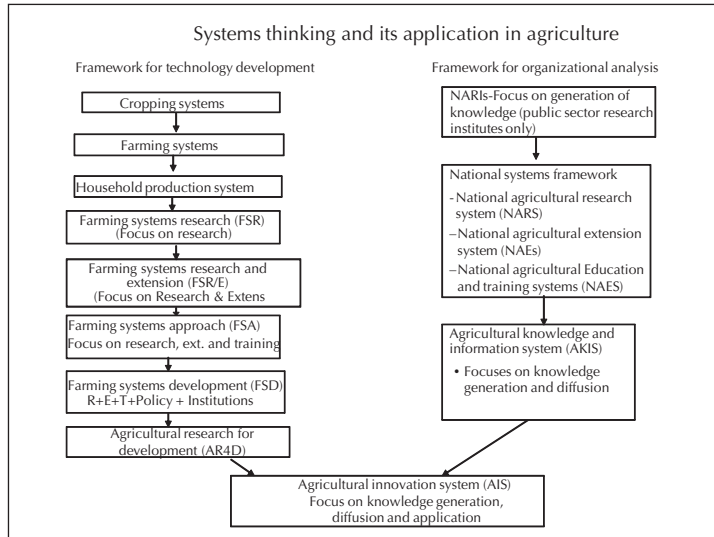 Systems thinking and its application in agriculture
Framework for technology development
Cropping systems
Farming systems
Household production system
Farming systems research (FSR)
(Focus on research)
Farming systems research and
extension (FSR/E)
(Focus on Research & Extens
Farming systems approach (FSA)
Focus on research, ext. and training
Farming systems development (FSD)
R+E+T+Policy + Institutions
Agricultural research for
development (AR4D)
Framework for organizational analysis
NARIs-Focus on generation of
knowledge (public sector research
institutes only)
National systems framework
- National agricultural research
system (NARS)
–National agricultural extension
system (NAEs)
–National agricultural Education
and training systems (NAES)
Agricultural knowledge and
information system (AKIS)
• Focuses on knowledge
generation and diffusion
Agricultural innovation system (AIS)
Focus on knowledge generation,
diffusion and application